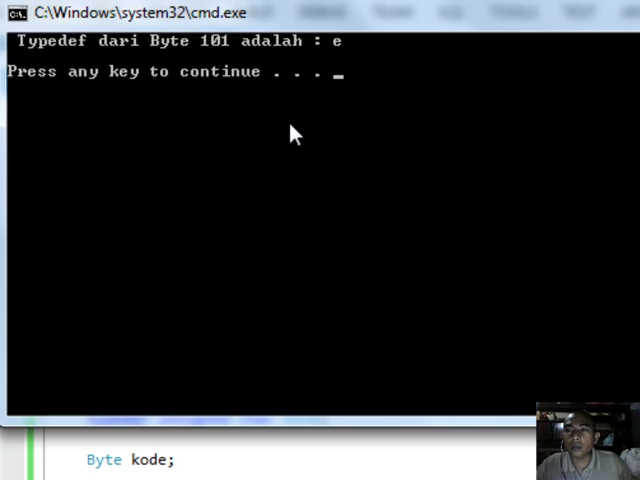 C:\Windows\system32\cmd.exe
Typedef dari Byte 101 adalah : e
Press any key to continue . . . _
Byte kode;